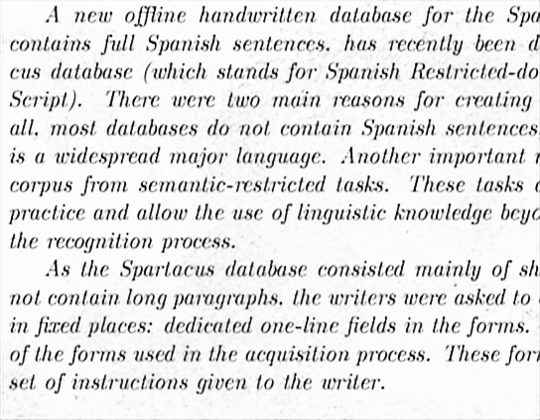 A new offline handwritten database for the Spa
contains full Spanish sentences, has recently been d
cus database (which stands for Spanish Restricted-do
Script). There were two main reasons for creating
all, most databases do not contain Spanish sentences,
is a widespread major language. Another important r
corpus from semantic-restricted tasks. These tasks
practice and allow the use of linguistic knowledge beyo
the recognition process.
As the Spartacus database consisted mainly of sh
not contain long paragraphs, the writers were asked to
in fixed places: dedicated one-line fields in the forms.
of the forms used in the acquisition process. These for
set of instructions given to the writer.